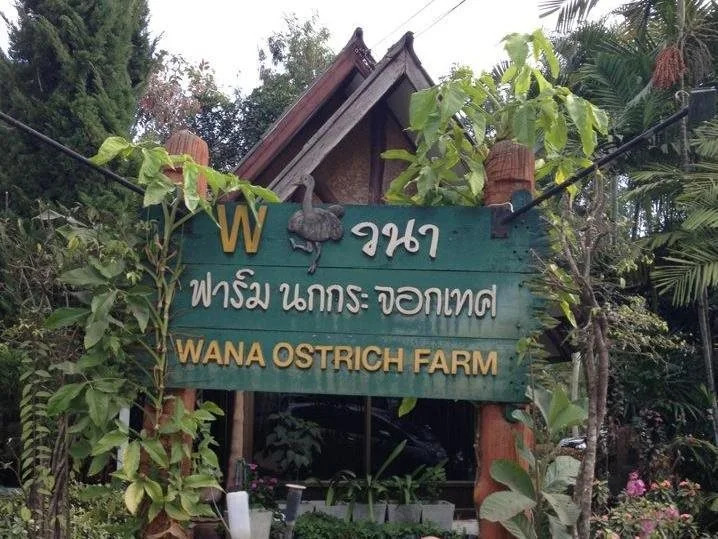 W วนา
ฟาร์ม นกกระจอกเทศ
WANA OSTRICH FARM